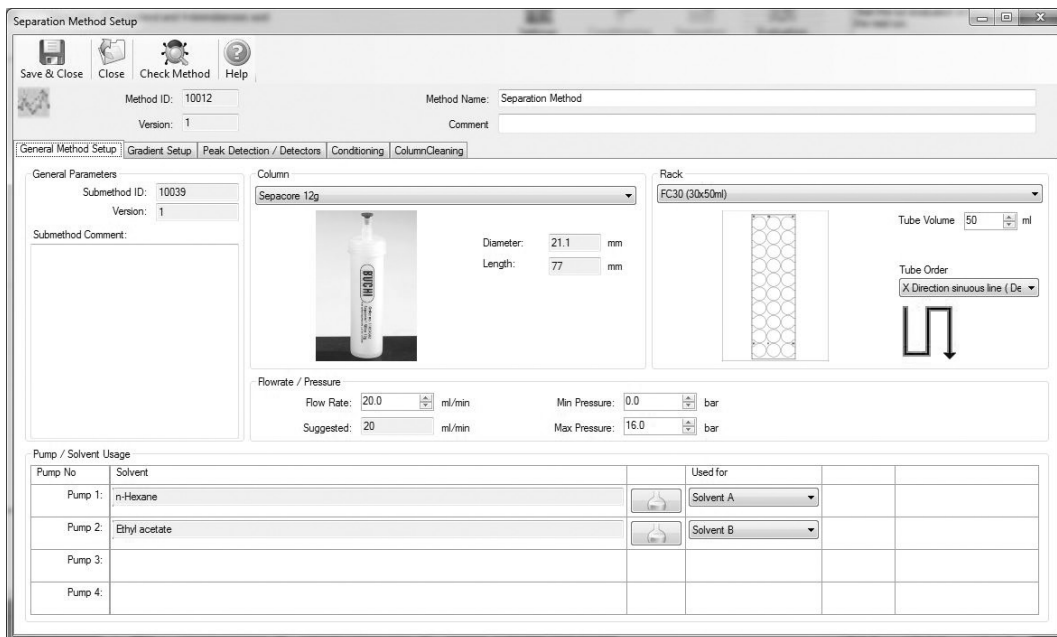 Separation Method Setup
Save & Close Close Check Method Help
Method ID: 10012 Method Name: Separation Method
Version: 1 Comment
General Method Setup Gradient Setup Peak Detection / Detectors Conditioning ColumnCleaning
General Parameters
Submethod ID: 10039
Version: 1
Submethod Comment:
Column
Sepacore 12g
Diameter: 21.1 mm
Length: 77 mm
BUCHI
Rack
FC30 (30x50ml)
Tube Volume 50 ml
Tube Order
X Direction sinuous line ( De
Flowrate / Pressure
Flow Rate: 20.0 ml/min Min Pressure: 0.0 bar
Suggested: 20 ml/min Max Pressure: 16.0 bar
Pump / Solvent Usage
Pump No Solvent Used for
Pump 1: n-Hexane Solvent A
Pump 2: Ethyl acetate Solvent B
Pump 3:
Pump 4: